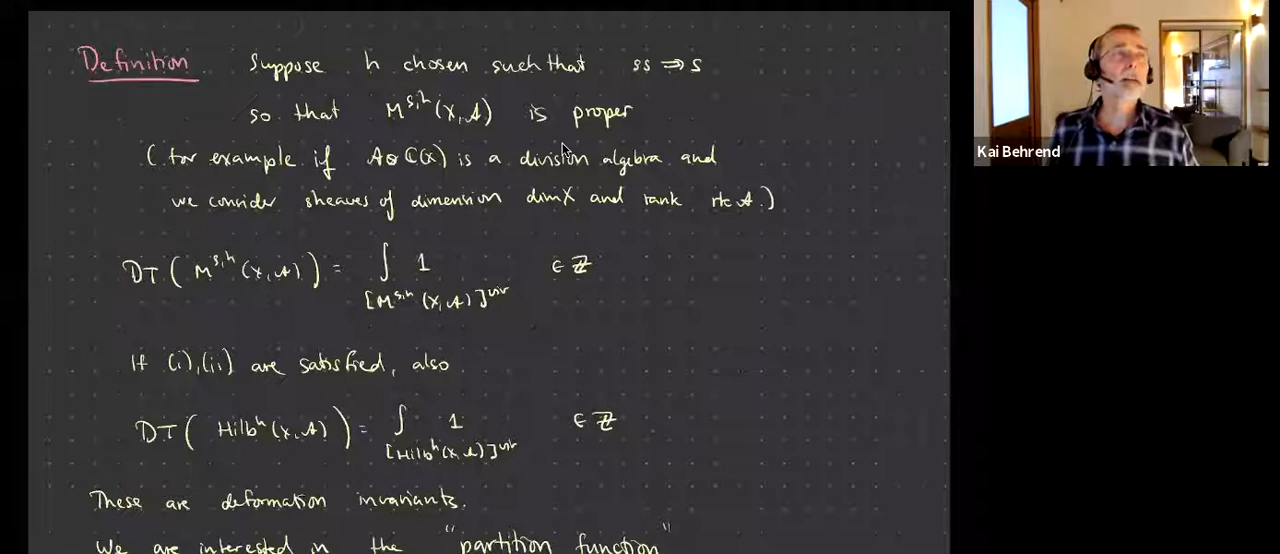 Definition Suppose h chosen such that ss ⇒ s
so that M^{s,h}(X,A) is proper
(for example if A⊗C(X) is a division algebra and
we consider sheaves of dimension dim X and rank rk A.)
DT(M^{s,h}(X,A)) = ∫_{[M^{s,h}(X,A)]^{vir}} 1 ∈ ℤ
If (i),(ii) are satisfied, also
DT(Hilb^h(X,A)) = ∫_{[Hilb^h(X,A)]^{vir}} 1 ∈ ℤ
These are deformation invariants.
We are interested in the "partition function"
Kai Behrend